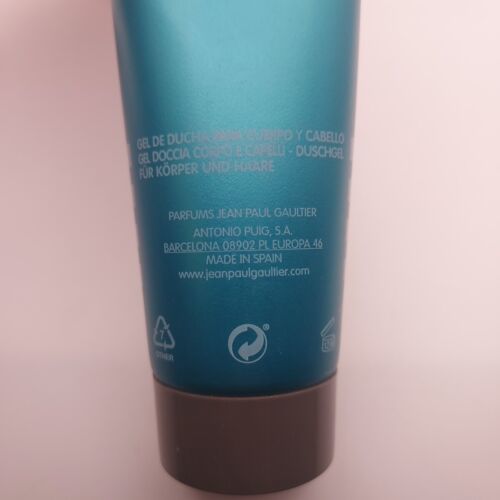 GEL DE DUCHA PARA CUERPO Y CABELLO
GEL DOCCIA CORPO E CAPELLI - DUSCHGEL
FÜR KÖRPER UND HAARE
PARFUMS JEAN PAUL GAULTIER
ANTONIO PUIG, S.A.
BARCELONA 08902 PL EUROPA 46
MADE IN SPAIN
www.jeanpaulgaultier.com
7
OTHER